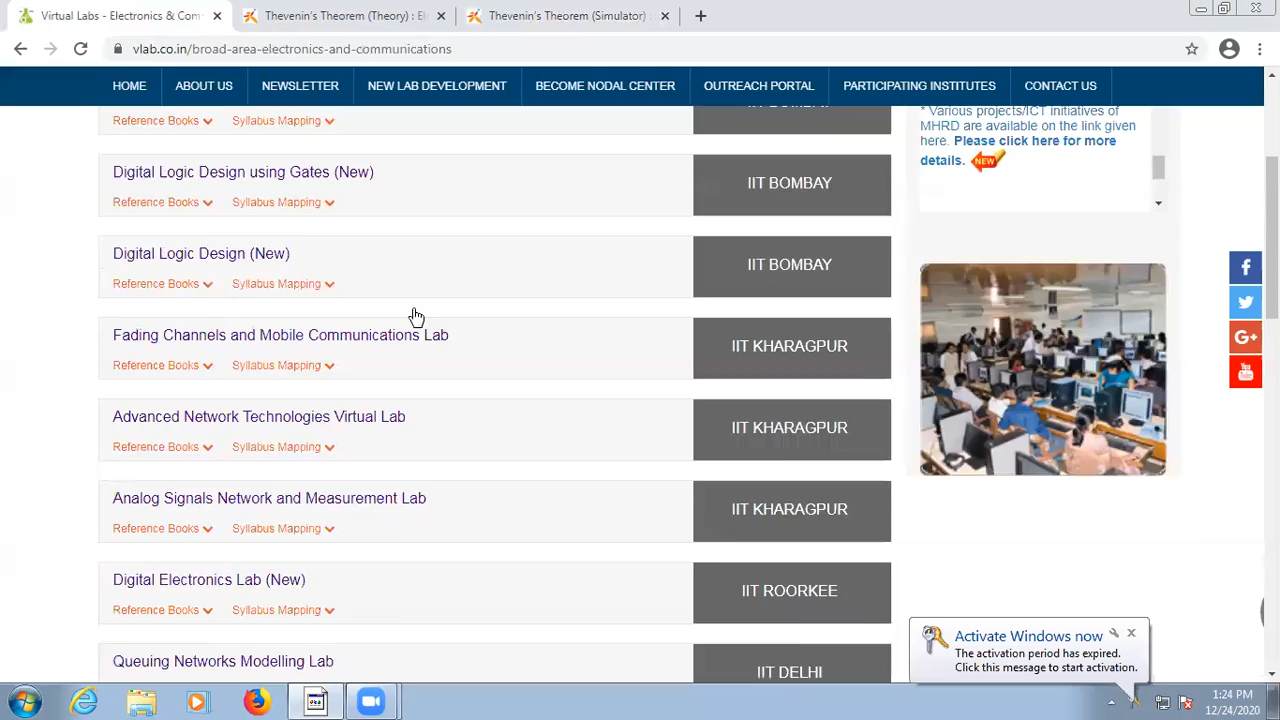 Virtual Labs - Electronics & Com
Thevenin's Theorem (Theory) : El
Thevenin's Theorem (Simulator) :
vlab.co.in/broad-area-electronics-and-communications
HOME
ABOUT US
NEWSLETTER
NEW LAB DEVELOPMENT
BECOME NODAL CENTER
OUTREACH PORTAL
PARTICIPATING INSTITUTES
CONTACT US
Reference Books
Syllabus Mapping
Digital Logic Design using Gates (New)
Reference Books
Syllabus Mapping
IIT BOMBAY
Digital Logic Design (New)
Reference Books
Syllabus Mapping
IIT BOMBAY
Fading Channels and Mobile Communications Lab
Reference Books
Syllabus Mapping
IIT KHARAGPUR
Advanced Network Technologies Virtual Lab
Reference Books
Syllabus Mapping
IIT KHARAGPUR
Analog Signals Network and Measurement Lab
Reference Books
Syllabus Mapping
IIT KHARAGPUR
Digital Electronics Lab (New)
Reference Books
Syllabus Mapping
IIT ROORKEE
Queuing Networks Modelling Lab
IIT DELHI
* Various projects/ICT initiatives of
MHRD are available on the link given
here. Please click here for more
details. NEW
Activate Windows now
The activation period has expired.
Click this message to start activation.
1:24 PM
12/24/2020